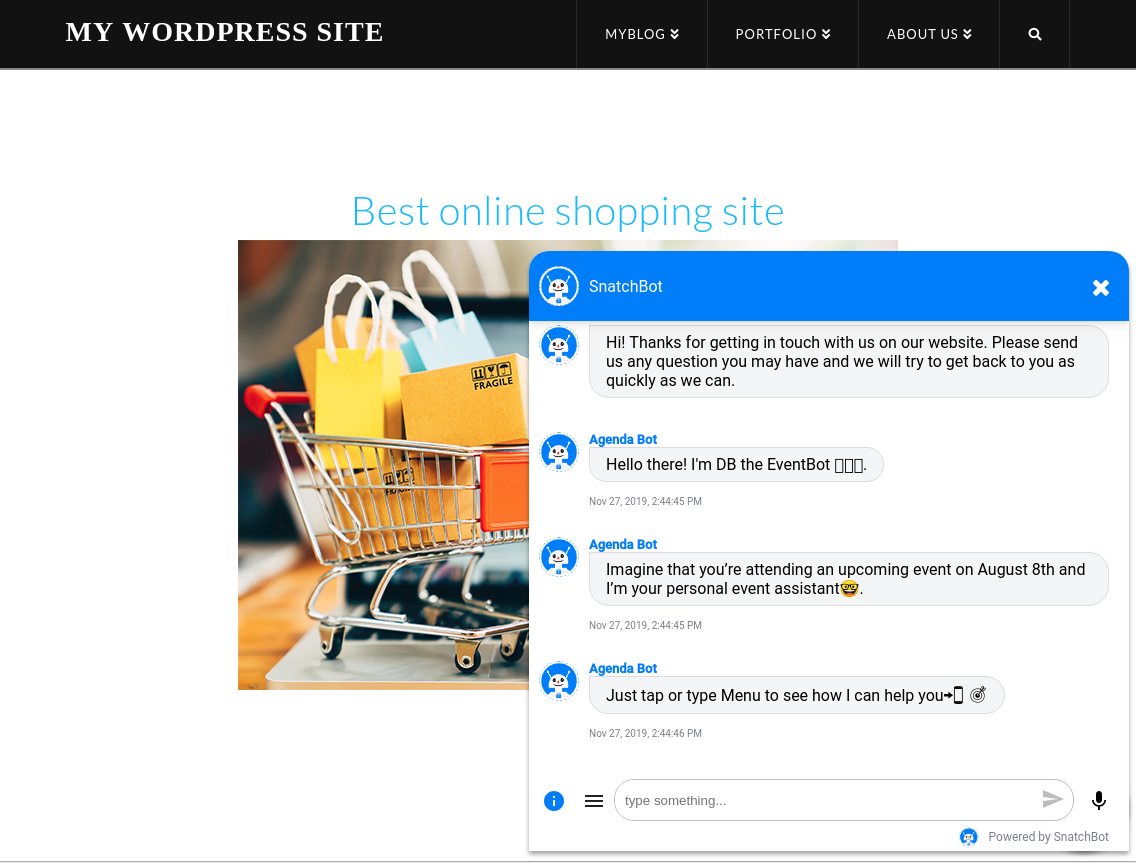 MY WORDPRESS SITE
MYBLOG
PORTFOLIO
ABOUT US
Best online shopping site
FRAGILE
FRAGILE
SnatchBot
Hi! Thanks for getting in touch with us on our website. Please send
us any question you may have and we will try to get back to you as
quickly as we can.
Agenda Bot
Hello there! I'm DB the EventBot ▯▯▯.
Nov 27, 2019, 2:44:45 PM
Agenda Bot
Imagine that you’re attending an upcoming event on August 8th and
I’m your personal event assistant🤓.
Nov 27, 2019, 2:44:45 PM
Agenda Bot
Just tap or type Menu to see how I can help you📲 🎯
Nov 27, 2019, 2:44:46 PM
type something...
Powered by SnatchBot